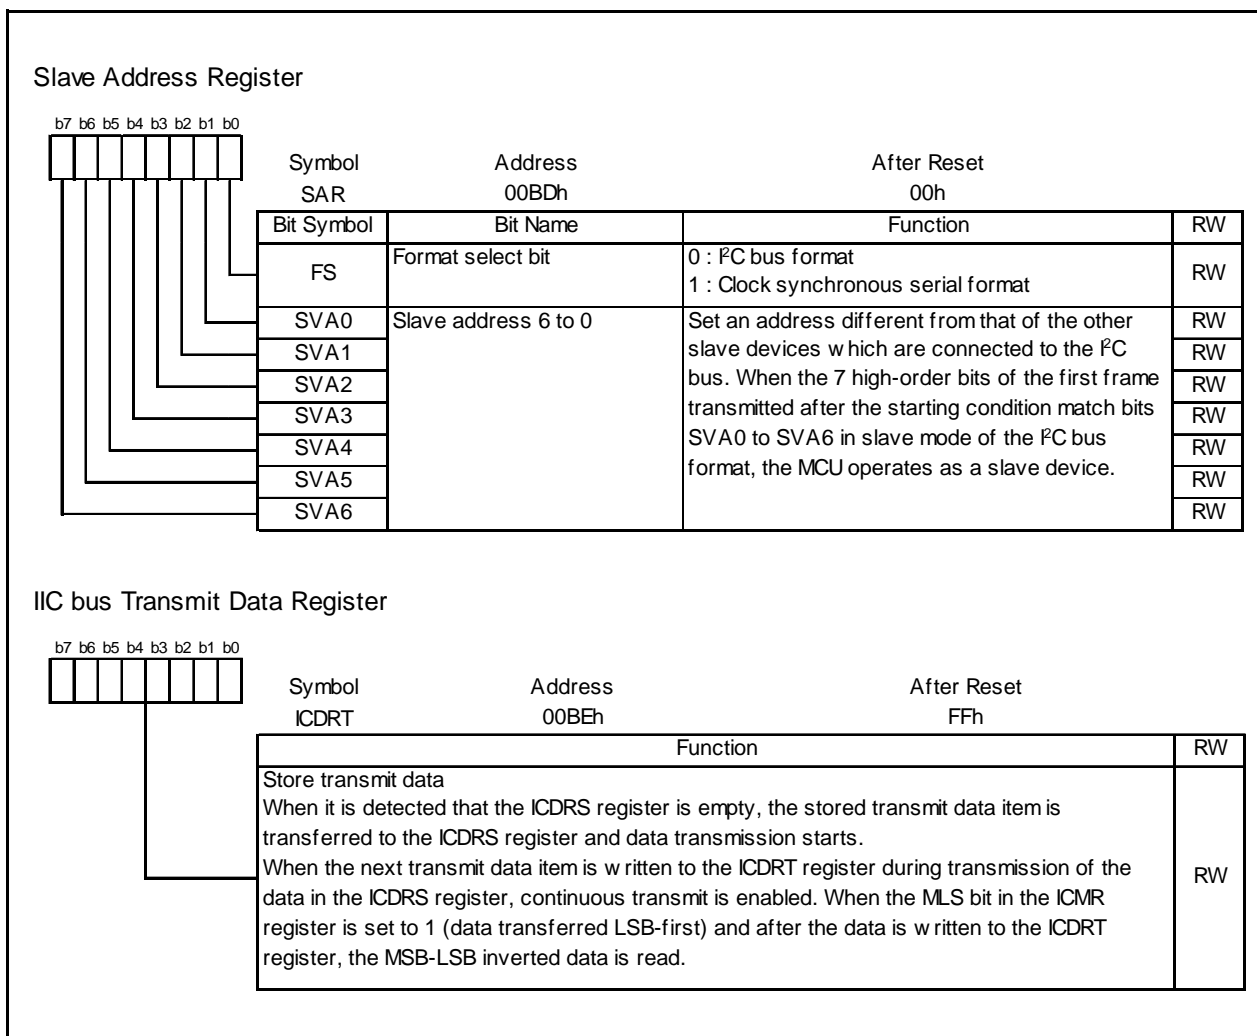 Slave Address Register
b7 b6 b5 b4 b3 b2 b1 b0
Symbol Address After Reset
SAR 00BDh 00h
Bit Symbol Bit Name Function RW
FS Format select bit 0 : I²C bus format RW
1 : Clock synchronous serial format
SVA0 Slave address 6 to 0 Set an address different from that of the other RW
SVA1 slave devices which are connected to the I²C RW
SVA2 bus. When the 7 high-order bits of the first frame RW
SVA3 transmitted after the starting condition match bits RW
SVA4 SVA0 to SVA6 in slave mode of the I²C bus RW
SVA5 format, the MCU operates as a slave device. RW
SVA6 RW
IIC bus Transmit Data Register
b7 b6 b5 b4 b3 b2 b1 b0
Symbol Address After Reset
ICDRT 00BEh FFh
Function RW
Store transmit data
When it is detected that the ICDRS register is empty, the stored transmit data item is
transferred to the ICDRS register and data transmission starts.
When the next transmit data item is written to the ICDRT register during transmission of the RW
data in the ICDRS register, continuous transmit is enabled. When the MLS bit in the ICMR
register is set to 1 (data transferred LSB-first) and after the data is written to the ICDRT
register, the MSB-LSB inverted data is read.